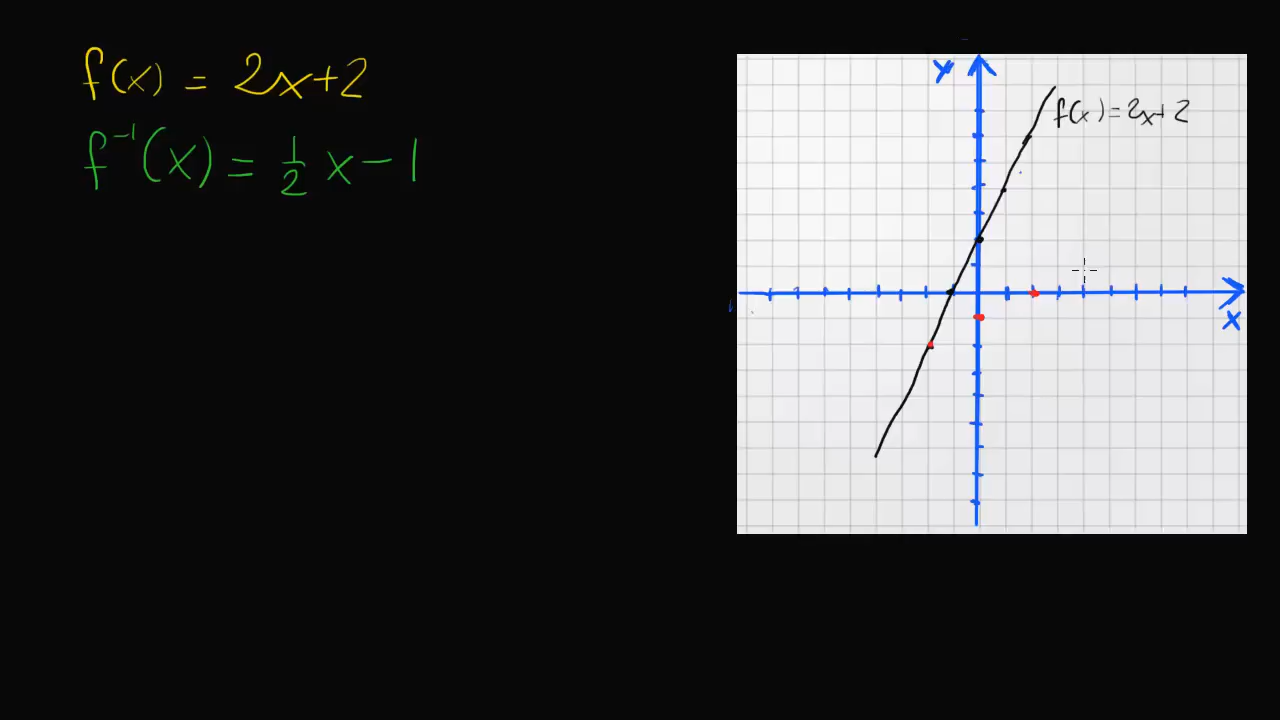 f(x) = 2x+2
f⁻¹(x) = ½ x − 1
y
f(x)=2x+2
x